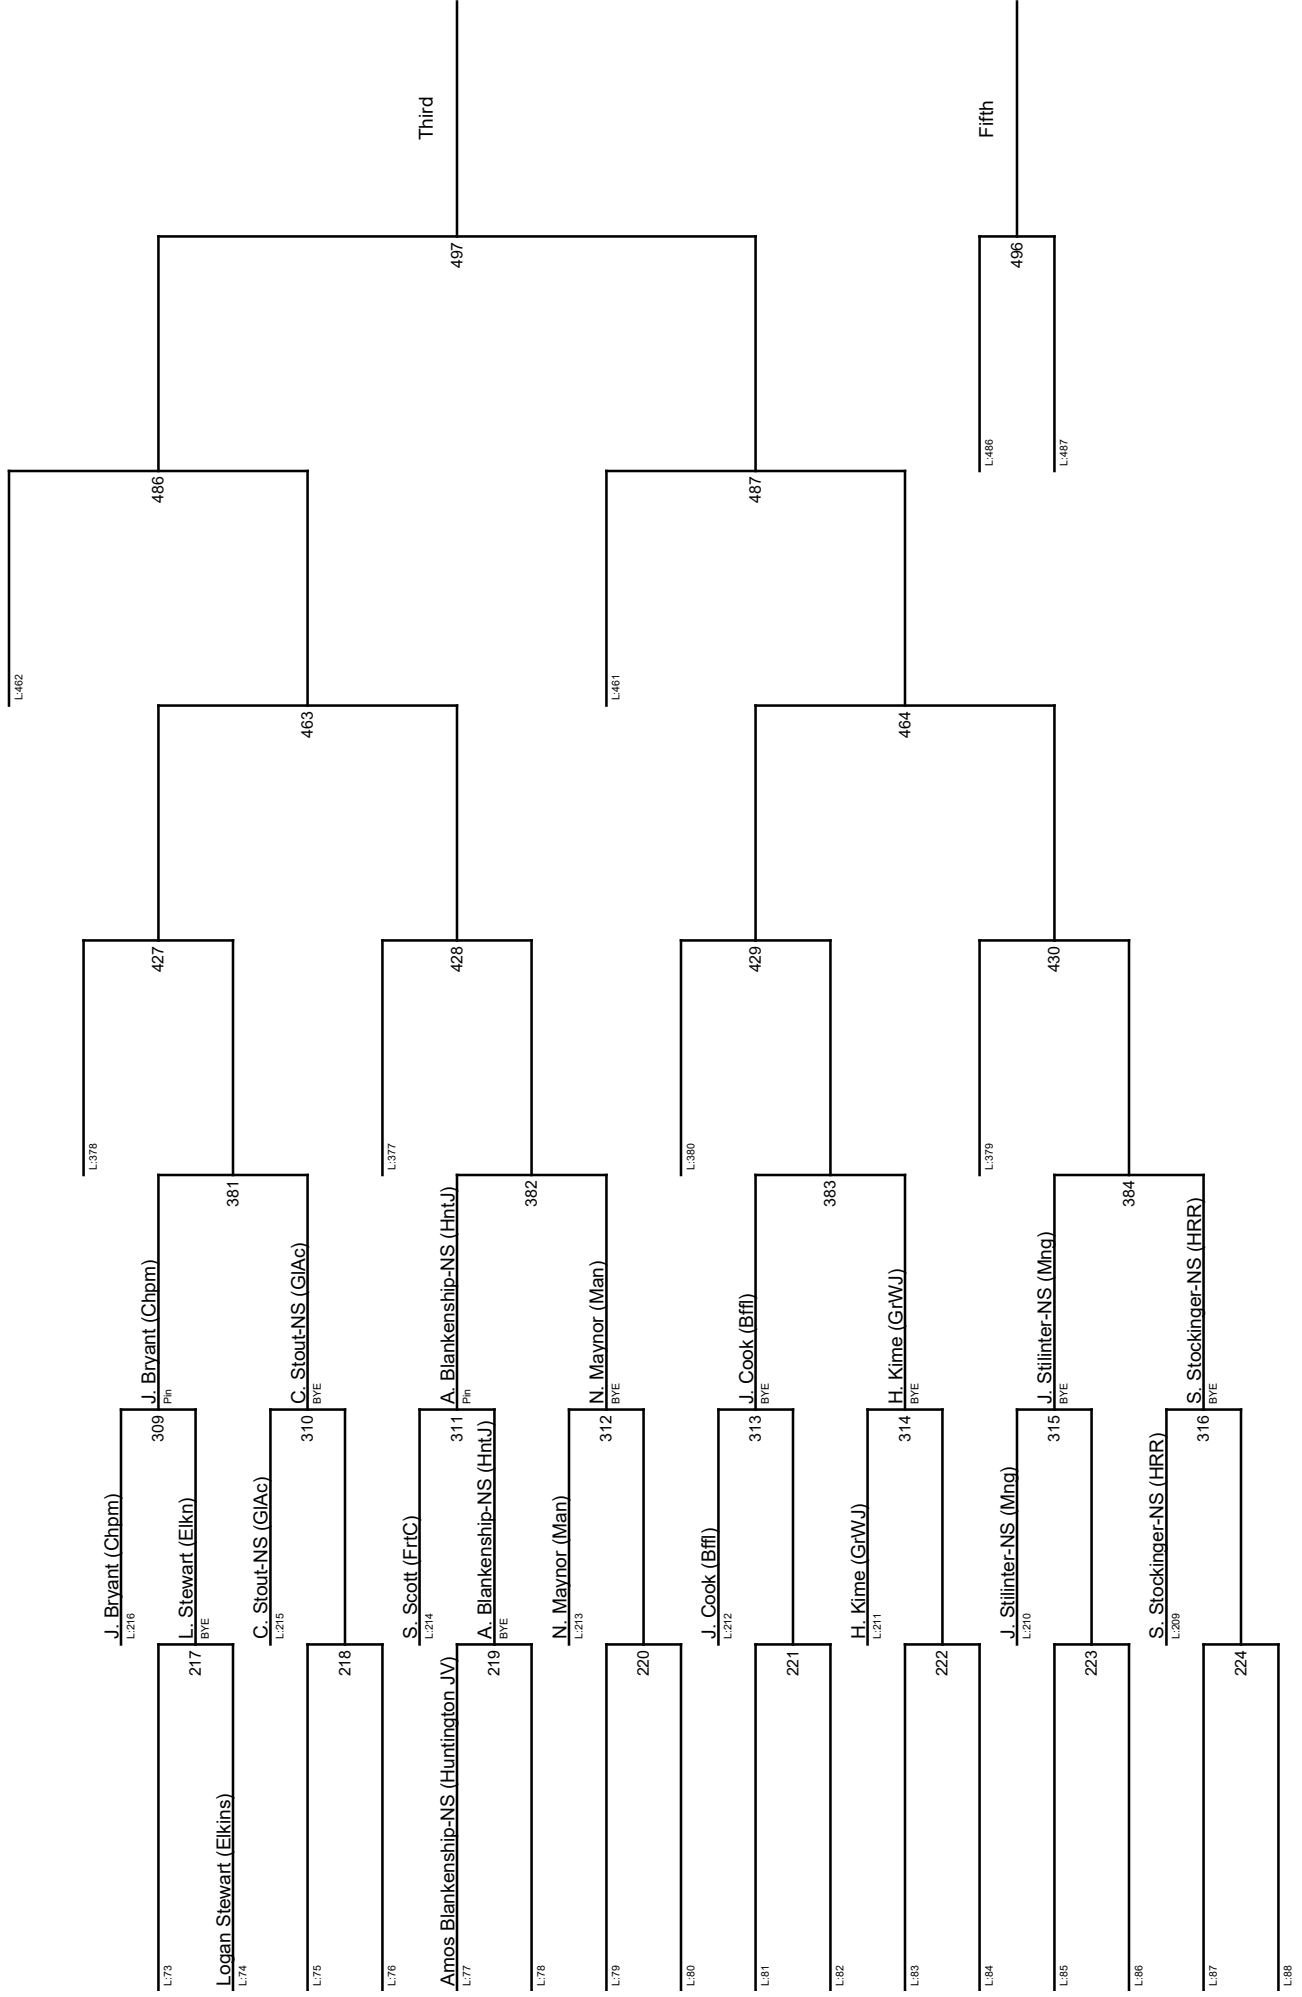 L:73
Logan Stewart (Elkins)
L:74
L:75
L:76
Amos Blankenship-NS (Huntington JV)
L:77
L:78
L:79
L:80
L:81
L:82
L:83
L:84
L:85
L:86
L:87
L:88
217
218
219
220
221
222
223
224
J. Bryant (Chpm)
L:216
L. Stewart (Elkn)
BYE
C. Stout-NS (GlAc)
L:215
S. Scott (FrtC)
L:214
A. Blankenship-NS (HntJ)
BYE
N. Maynor (Man)
L:213
J. Cook (Bffl)
L:212
H. Kime (GrWJ)
L:211
J. Stilinter-NS (Mng)
L:210
S. Stockinger-NS (HRR)
L:209
309
310
311
312
313
314
315
316
J. Bryant (Chpm)
Pin
C. Stout-NS (GlAc)
BYE
A. Blankenship-NS (HntJ)
Pin
N. Maynor (Man)
BYE
J. Cook (Bffl)
BYE
H. Kime (GrWJ)
BYE
J. Stilinter-NS (Mng)
BYE
S. Stockinger-NS (HRR)
BYE
381
382
383
384
L:378
L:377
L:380
L:379
427
428
429
430
463
464
L:462
L:461
486
487
L:486
L:487
497
496
Third
Fifth